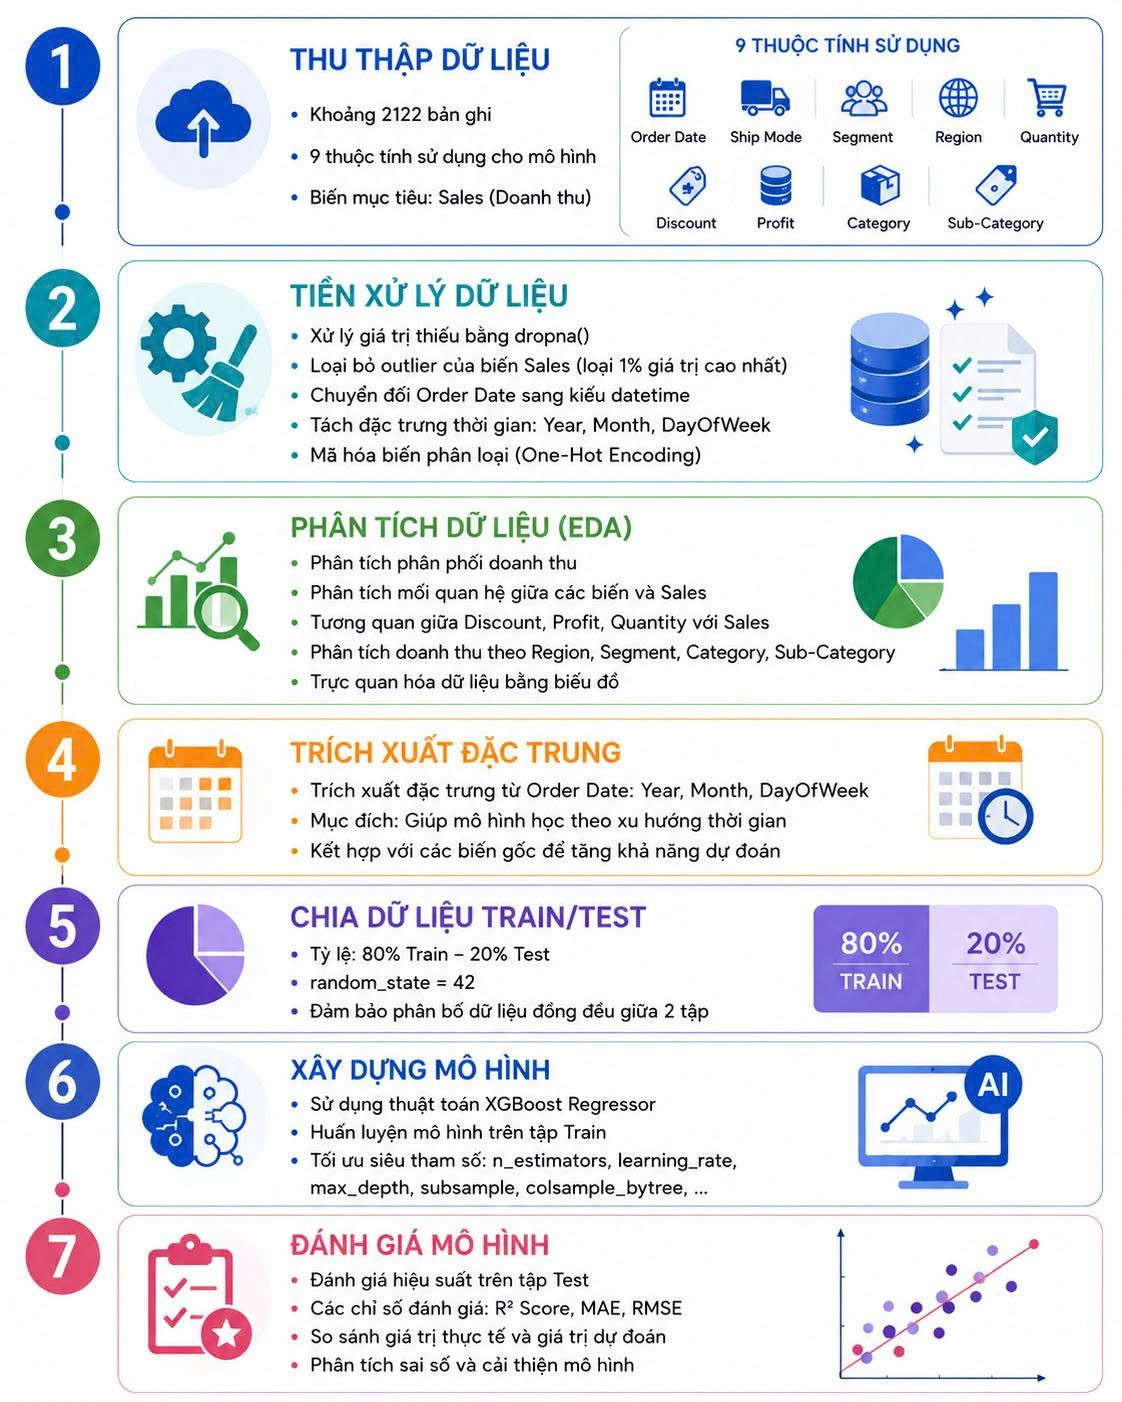 1
THU THẬP DỮ LIỆU
• Khoảng 2122 bản ghi
• 9 thuộc tính sử dụng cho mô hình
• Biến mục tiêu: Sales (Doanh thu)
9 THUỘC TÍNH SỬ DỤNG
Order Date
Ship Mode
Segment
Region
Quantity
Discount
Profit
Category
Sub-Category
2
TIỀN XỬ LÝ DỮ LIỆU
• Xử lý giá trị thiếu bằng dropna()
• Loại bỏ outlier của biến Sales (loại 1% giá trị cao nhất)
• Chuyển đổi Order Date sang kiểu datetime
• Tách đặc trưng thời gian: Year, Month, DayOfWeek
• Mã hóa biến phân loại (One-Hot Encoding)
3
PHÂN TÍCH DỮ LIỆU (EDA)
• Phân tích phân phối doanh thu
• Phân tích mối quan hệ giữa các biến và Sales
• Tương quan giữa Discount, Profit, Quantity với Sales
• Phân tích doanh thu theo Region, Segment, Category, Sub-Category
• Trực quan hóa dữ liệu bằng biểu đồ
4
TRÍCH XUẤT ĐẶC TRUNG
• Trích xuất đặc trưng từ Order Date: Year, Month, DayOfWeek
• Mục đích: Giúp mô hình học theo xu hướng thời gian
• Kết hợp với các biến gốc để tăng khả năng dự đoán
5
CHIA DỮ LIỆU TRAIN/TEST
• Tỷ lệ: 80% Train – 20% Test
• random_state = 42
• Đảm bảo phân bố dữ liệu đồng đều giữa 2 tập
80%
TRAIN
20%
TEST
6
XÂY DỰNG MÔ HÌNH
• Sử dụng thuật toán XGBoost Regressor
• Huấn luyện mô hình trên tập Train
• Tối ưu siêu tham số: n_estimators, learning_rate,
max_depth, subsample, colsample_bytree, ...
AI
7
ĐÁNH GIÁ MÔ HÌNH
• Đánh giá hiệu suất trên tập Test
• Các chỉ số đánh giá: R² Score, MAE, RMSE
• So sánh giá trị thực tế và giá trị dự đoán
• Phân tích sai số và cải thiện mô hình